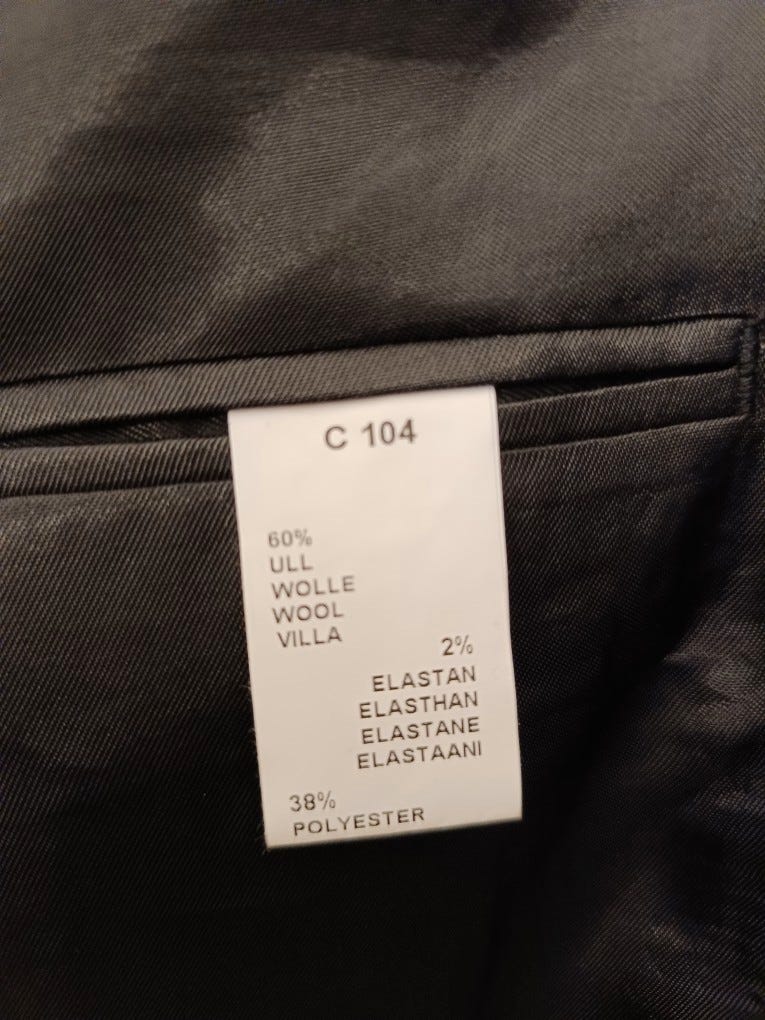 C 104
60%
ULL
WOLLE
WOOL
VILLA
2%
ELASTAN
ELASTHAN
ELASTANE
ELASTAANI
38%
POLYESTER